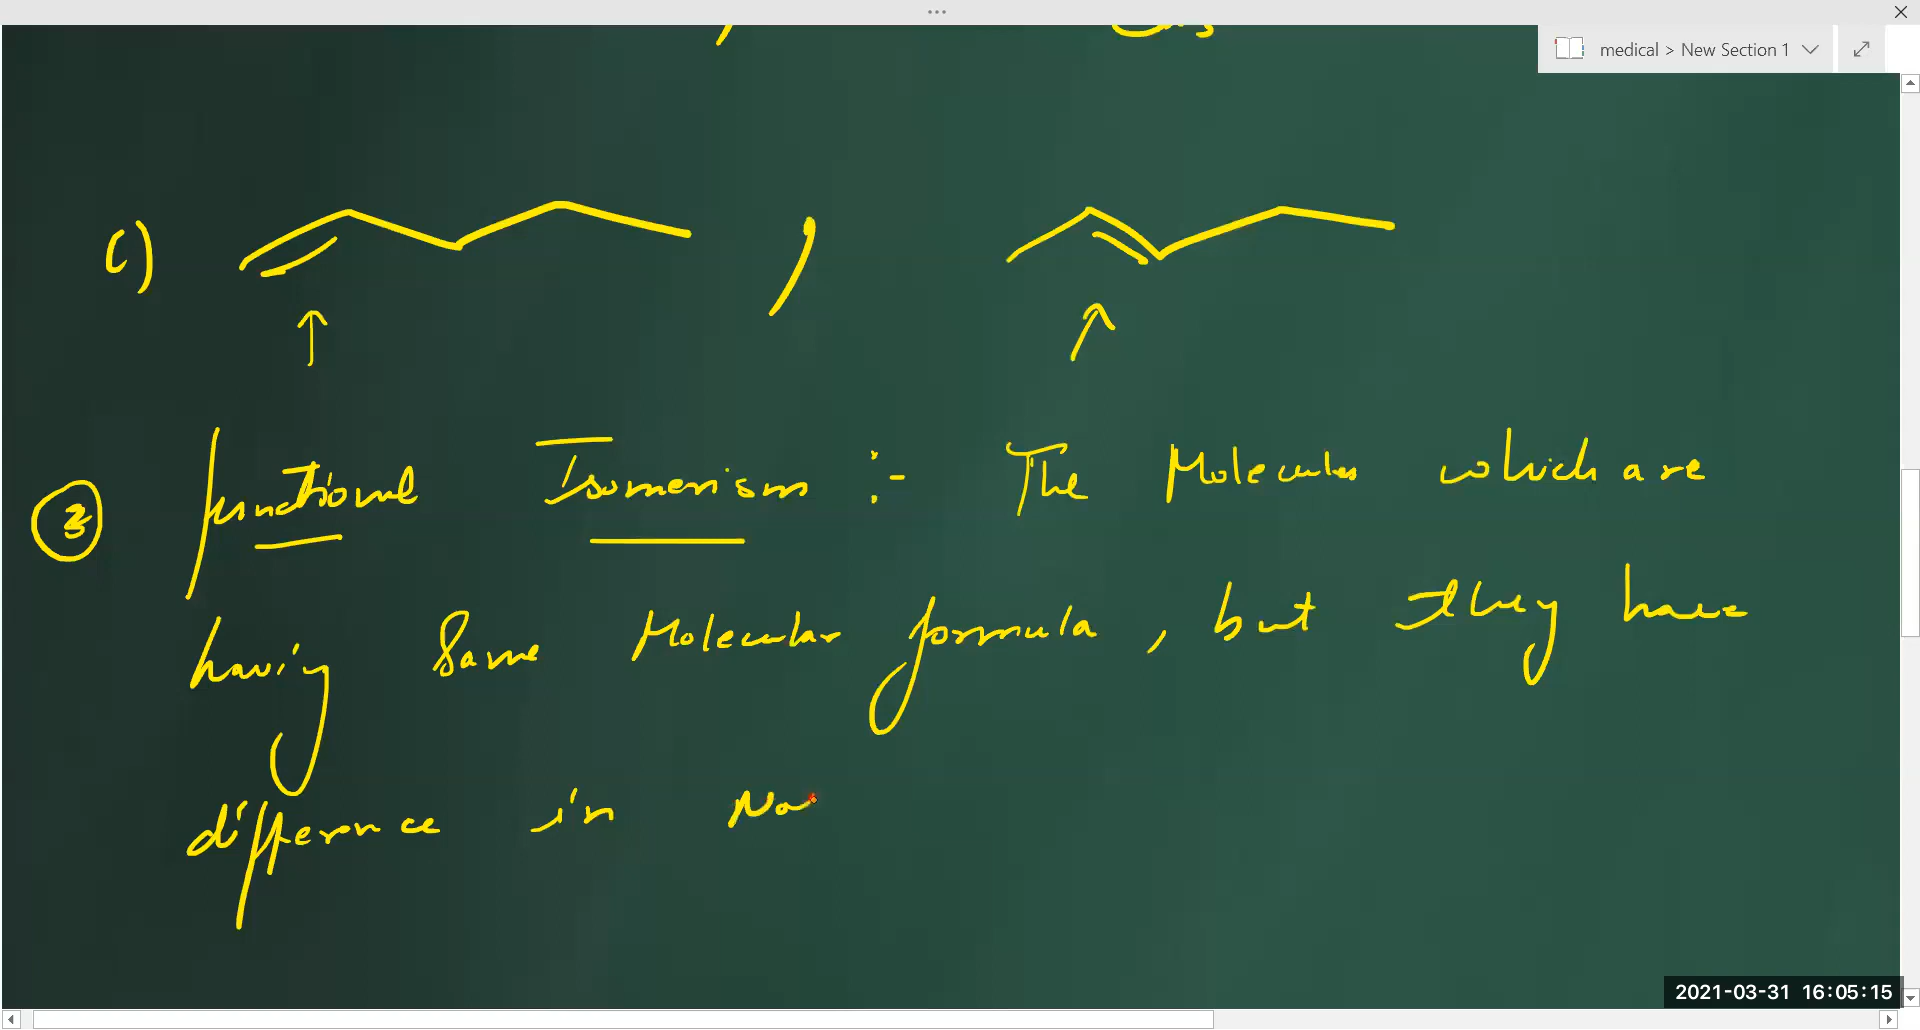 medical > New Section 1
c)
,
③ functional Isomerism :- The Molecules which are
having Same Molecular formula, but they have
difference in Na
2021-03-31 16:05:15